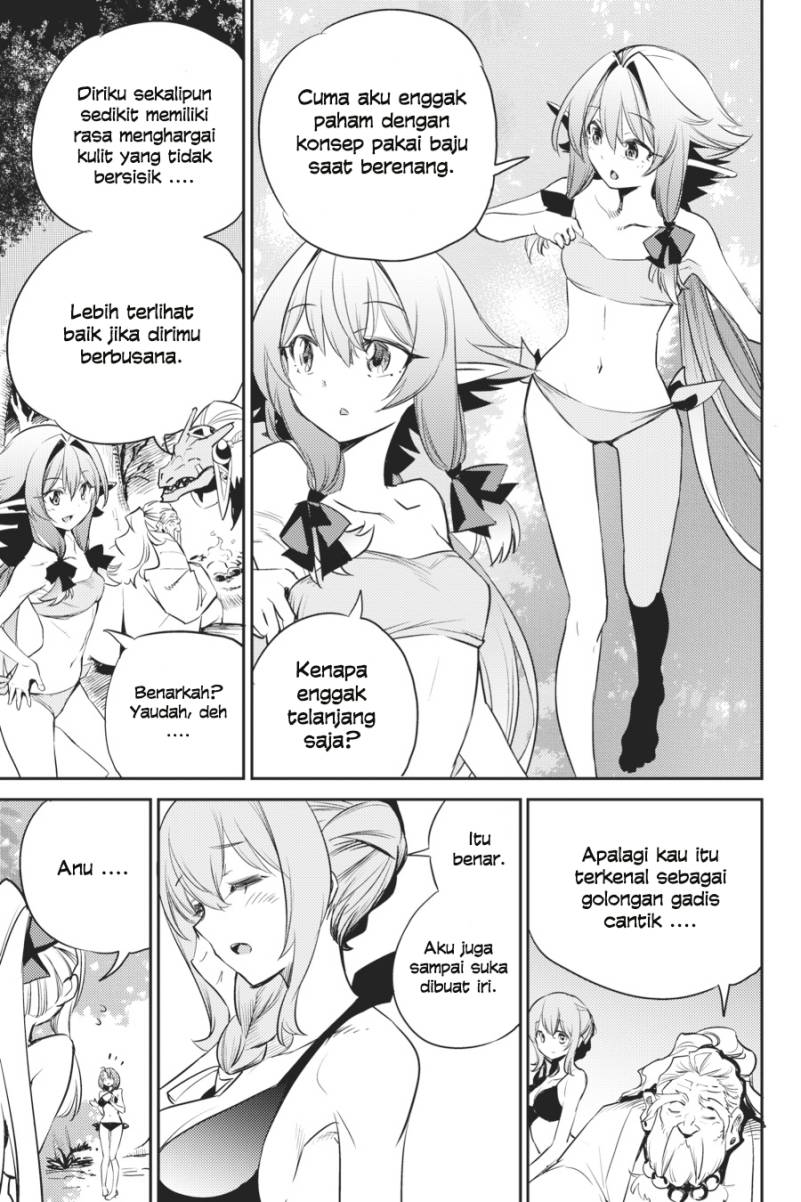 Cuma aku enggak
paham dengan
konsep pakai baju
saat berenang.
Kenapa
enggak
telanjang
saja?
Diriku sekalipun
sedikit memiliki
rasa menghargai
kulit yang tidak
bersisik ....
Lebih terlihat
baik jika dirimu
berbusana.
Benarkah?
Yaudah, deh
....
Apalagi kau itu
terkenal sebagai
golongan gadis
cantik ....
Itu
benar.
Aku juga
sampai suka
dibuat iri.
Anu ....